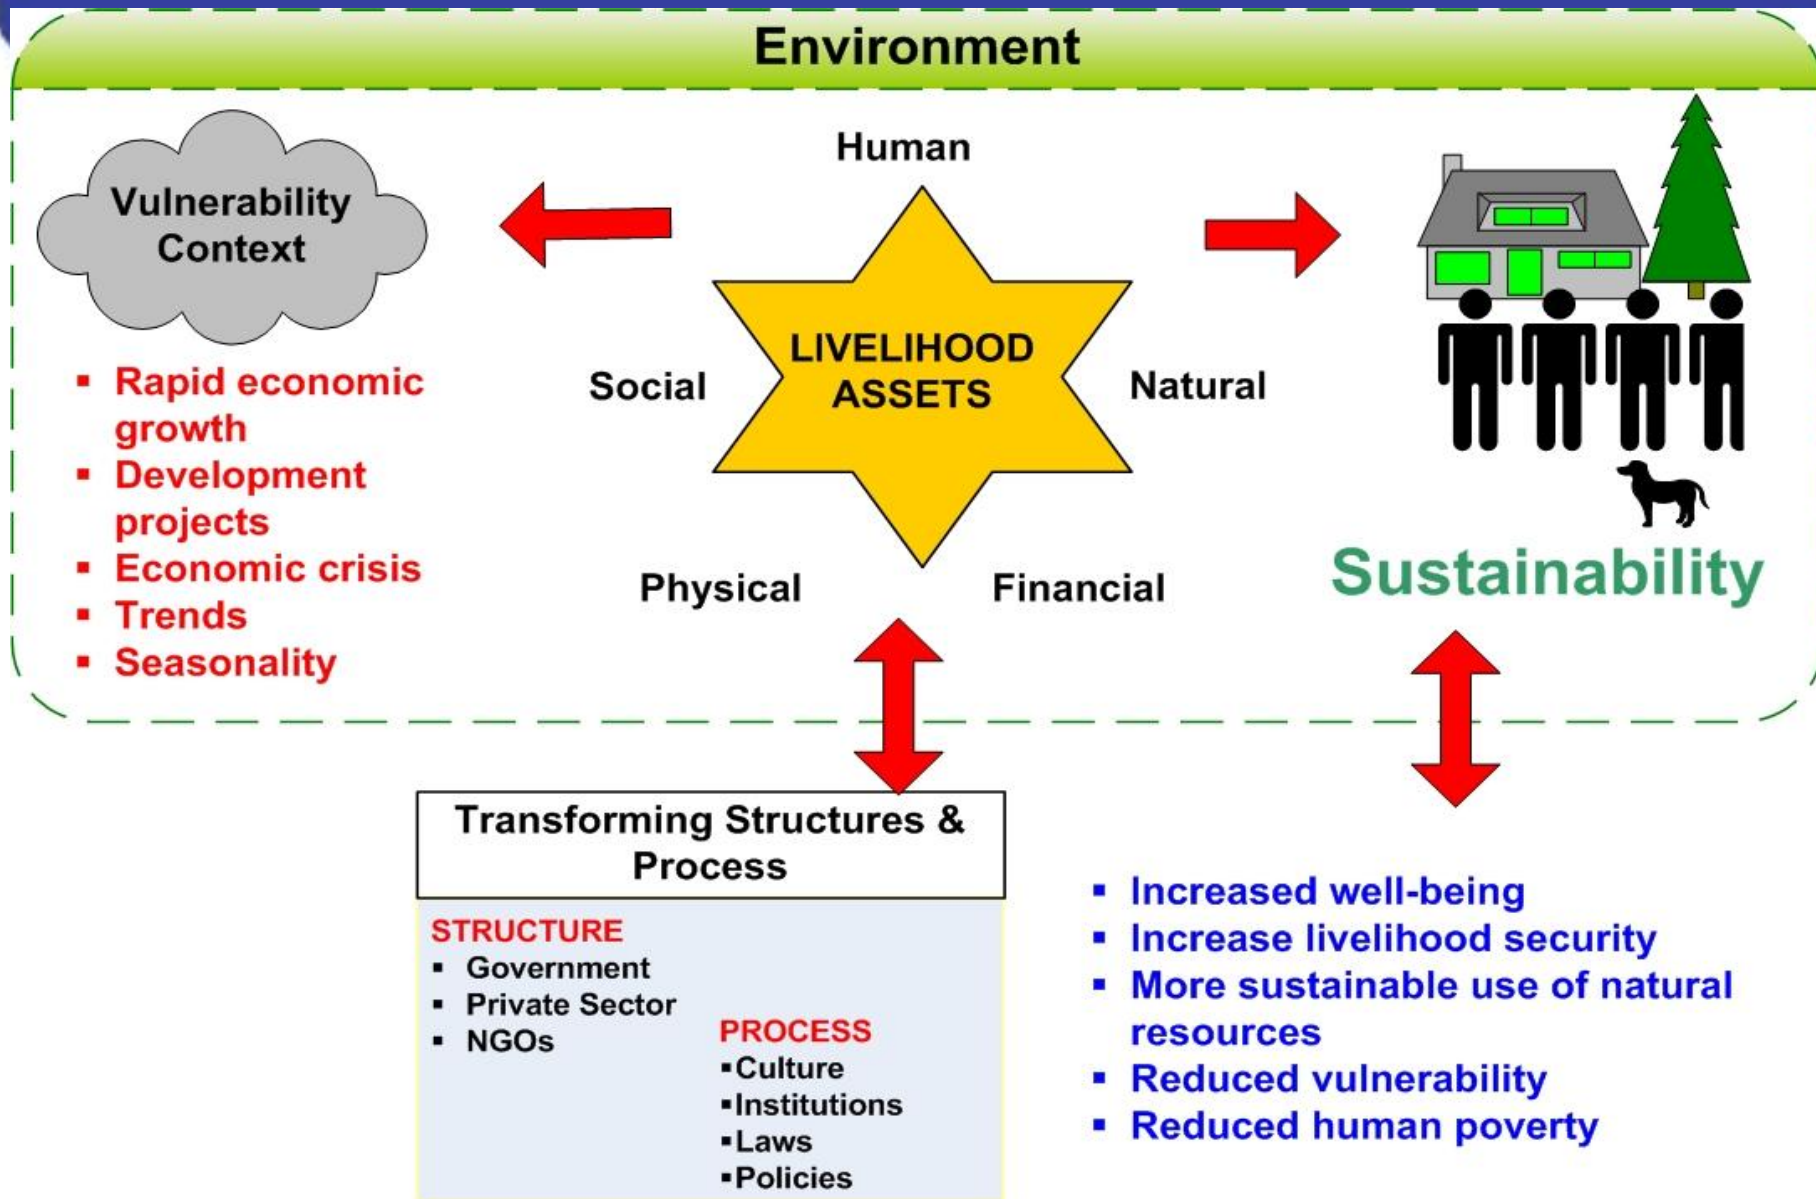 Environment
Vulnerability
Context
▪ Rapid economic
growth
▪ Development
projects
▪ Economic crisis
▪ Trends
▪ Seasonality
Human
LIVELIHOOD
ASSETS
Social
Natural
Physical
Financial
Sustainability
Transforming Structures &
Process
STRUCTURE
▪ Government
▪ Private Sector
▪ NGOs
PROCESS
▪Culture
▪Institutions
▪Laws
▪Policies
▪ Increased well-being
▪ Increase livelihood security
▪ More sustainable use of natural
resources
▪ Reduced vulnerability
▪ Reduced human poverty